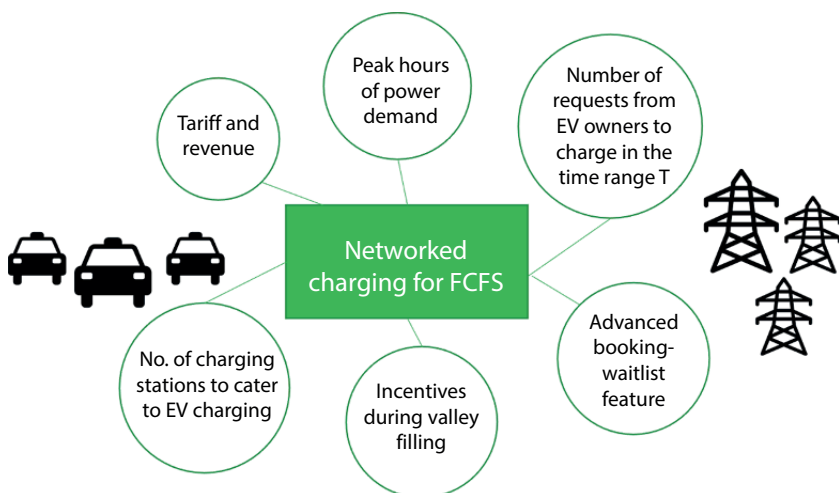 Peak hours
of power
demand
Number of
requests from
EV owners to
charge in the
time range T
Tariff and
revenue
Networked
charging for FCFS
No. of charging
stations to cater
to EV charging
Incentives
during valley
filling
Advanced
booking-
waitlist
feature